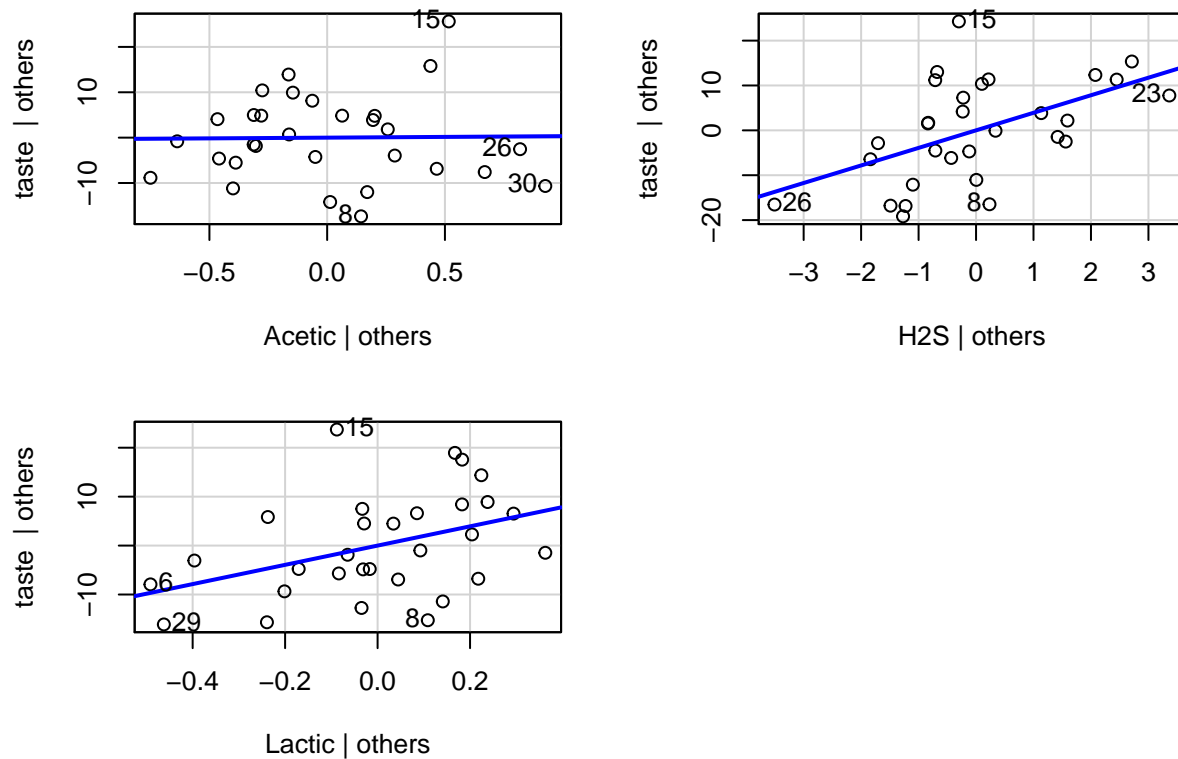 15
26
30
8
taste  | others
10
−10
−0.5 0.0 0.5
Acetic | others
15
23
26
8
taste  | others
10
0
−20
−3 −2 −1 0 1 2 3
H2S | others
15
6
29
8
taste  | others
10
−10
−0.4 −0.2 0.0 0.2
Lactic | others